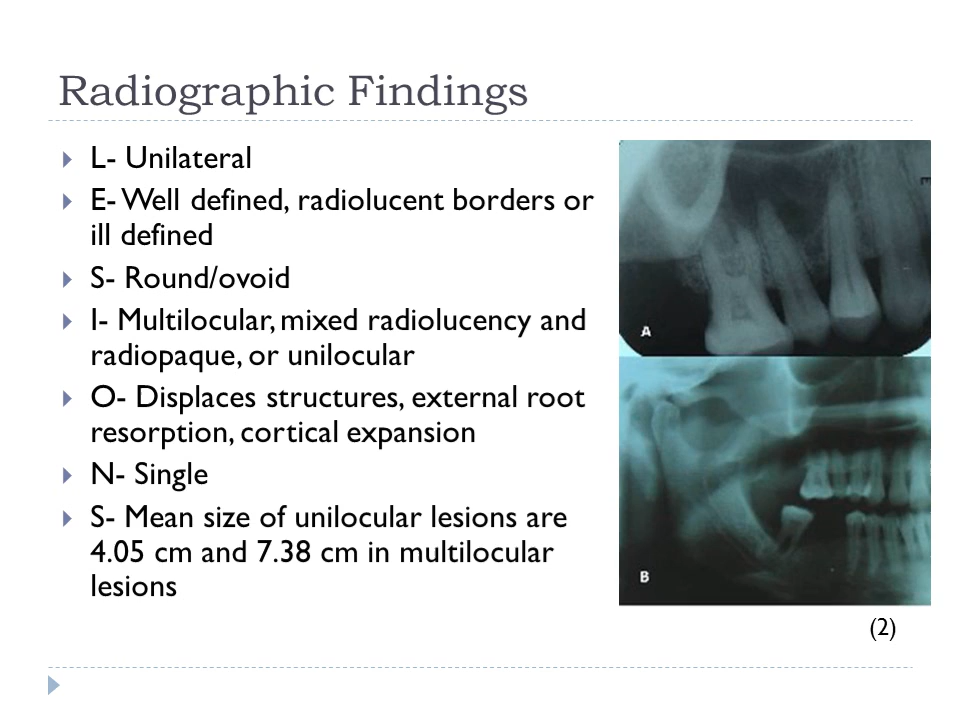 Radiographic Findings
L- Unilateral
E- Well defined, radiolucent borders or
ill defined
S- Round/ovoid
I- Multilocular, mixed radiolucency and
radiopaque, or unilocular
O- Displaces structures, external root
resorption, cortical expansion
N- Single
S- Mean size of unilocular lesions are
4.05 cm and 7.38 cm in multilocular
lesions
A
B
(2)